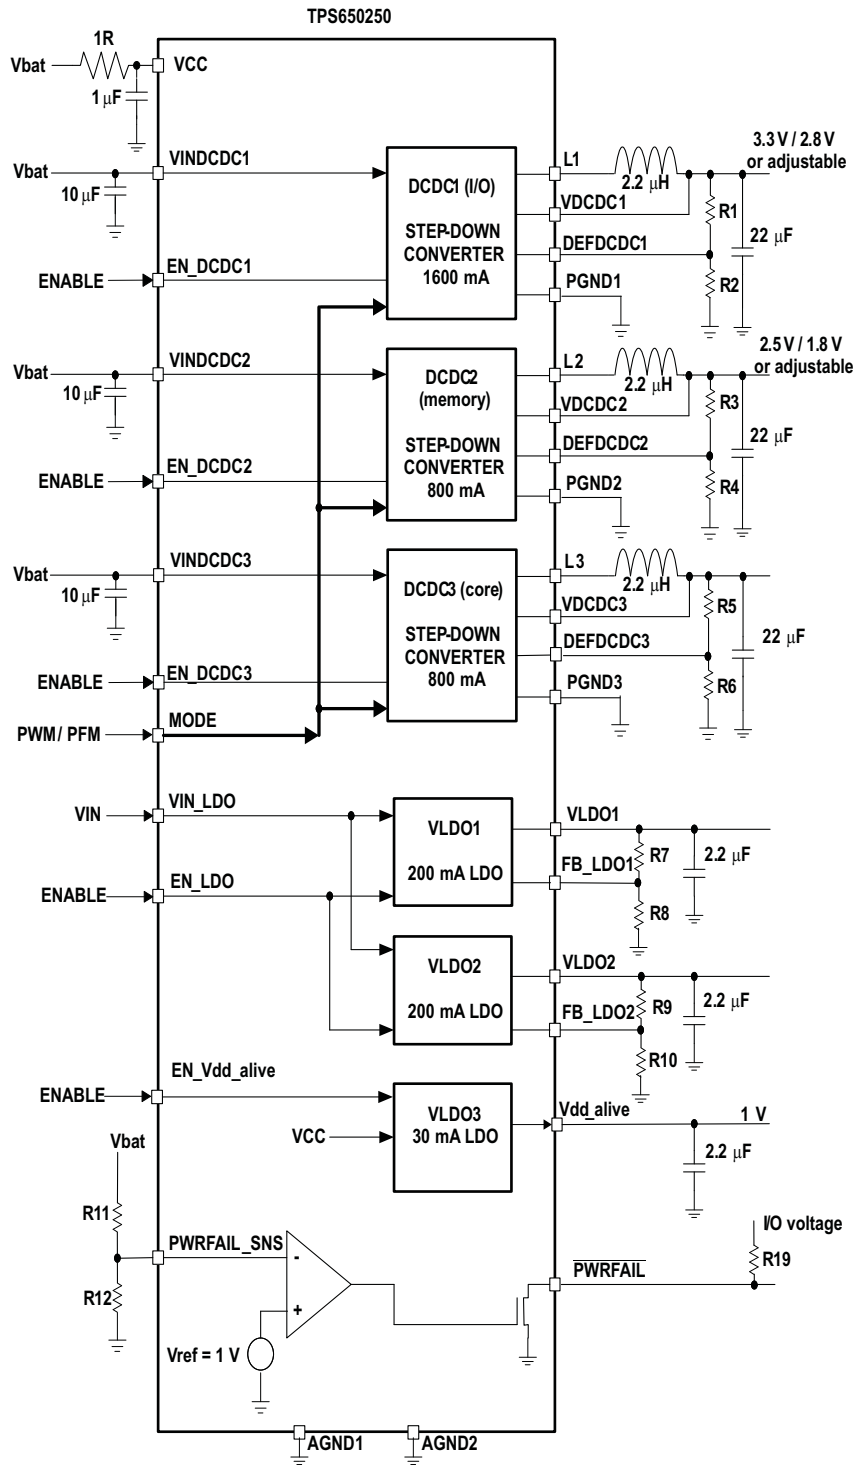 TPS650250
1R
Vbat
VCC
1 μF
Vbat
VINDCDC1
10 μF
ENABLE
EN_DCDC1
DCDC1 (I/O)
STEP-DOWN
CONVERTER
1600 mA
L1
2.2 μH
3.3 V / 2.8 V
or adjustable
VDCDC1
R1
DEFDCDC1
22 μF
R2
PGND1
Vbat
VINDCDC2
10 μF
ENABLE
EN_DCDC2
DCDC2
(memory)
STEP-DOWN
CONVERTER
800 mA
L2
2.2 μH
2.5 V / 1.8 V
or adjustable
VDCDC2
R3
DEFDCDC2
22 μF
R4
PGND2
Vbat
VINDCDC3
10 μF
ENABLE
EN_DCDC3
DCDC3 (core)
STEP-DOWN
CONVERTER
800 mA
L3
2.2 μH
VDCDC3
R5
DEFDCDC3
22 μF
R6
PGND3
PWM / PFM
MODE
VIN
VIN_LDO
ENABLE
EN_LDO
VLDO1
200 mA LDO
VLDO1
R7
2.2 μF
FB_LDO1
R8
VLDO2
200 mA LDO
VLDO2
R9
2.2 μF
FB_LDO2
R10
ENABLE
EN_Vdd_alive
VCC
VLDO3
30 mA LDO
Vdd_alive
1 V
2.2 μF
Vbat
R11
R12
PWRFAIL_SNS
-
+
Vref = 1 V
PWRFAIL
I/O voltage
R19
AGND1
AGND2